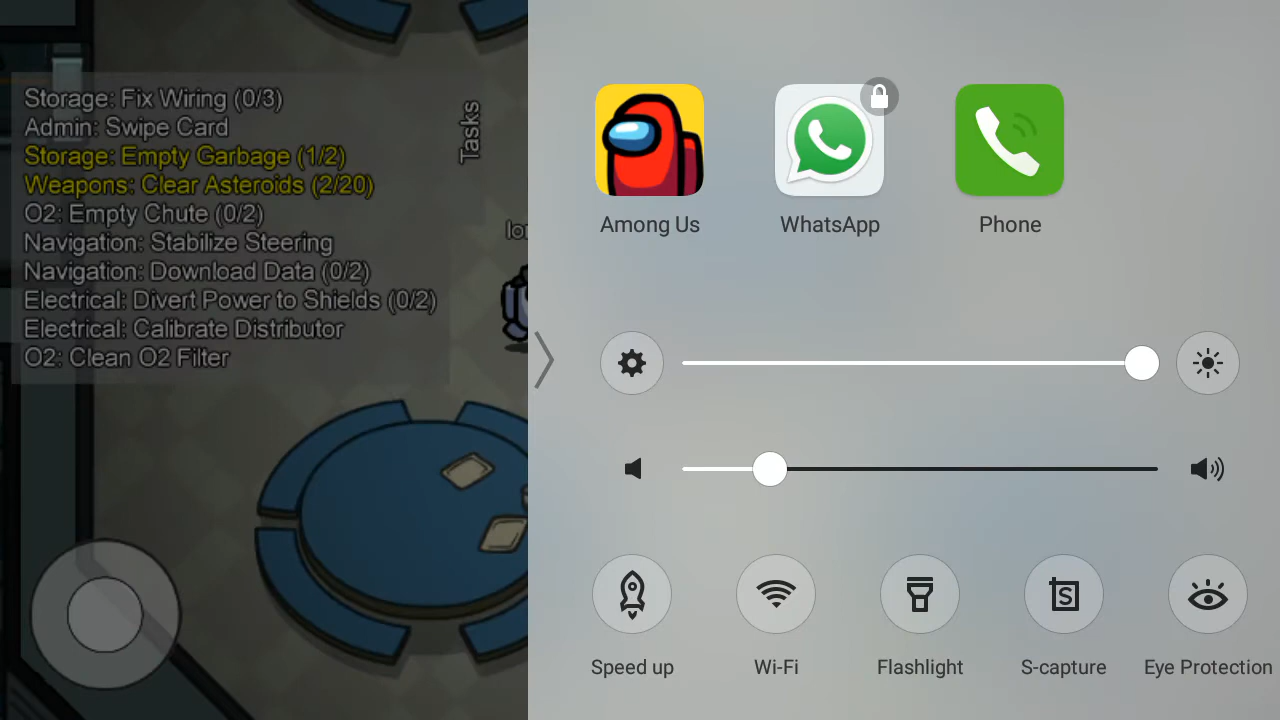 Storage: Fix Wiring (0/3)
Admin: Swipe Card
Storage: Empty Garbage (1/2)
Weapons: Clear Asteroids (2/20)
O2: Empty Chute (0/2)
Navigation: Stabilize Steering
Navigation: Download Data (0/2)
Electrical: Divert Power to Shields (0/2)
Electrical: Calibrate Distributor
O2: Clean O2 Filter
Tasks
Among Us
WhatsApp
Phone
S
Speed up
Wi-Fi
Flashlight
S-capture
Eye Protection